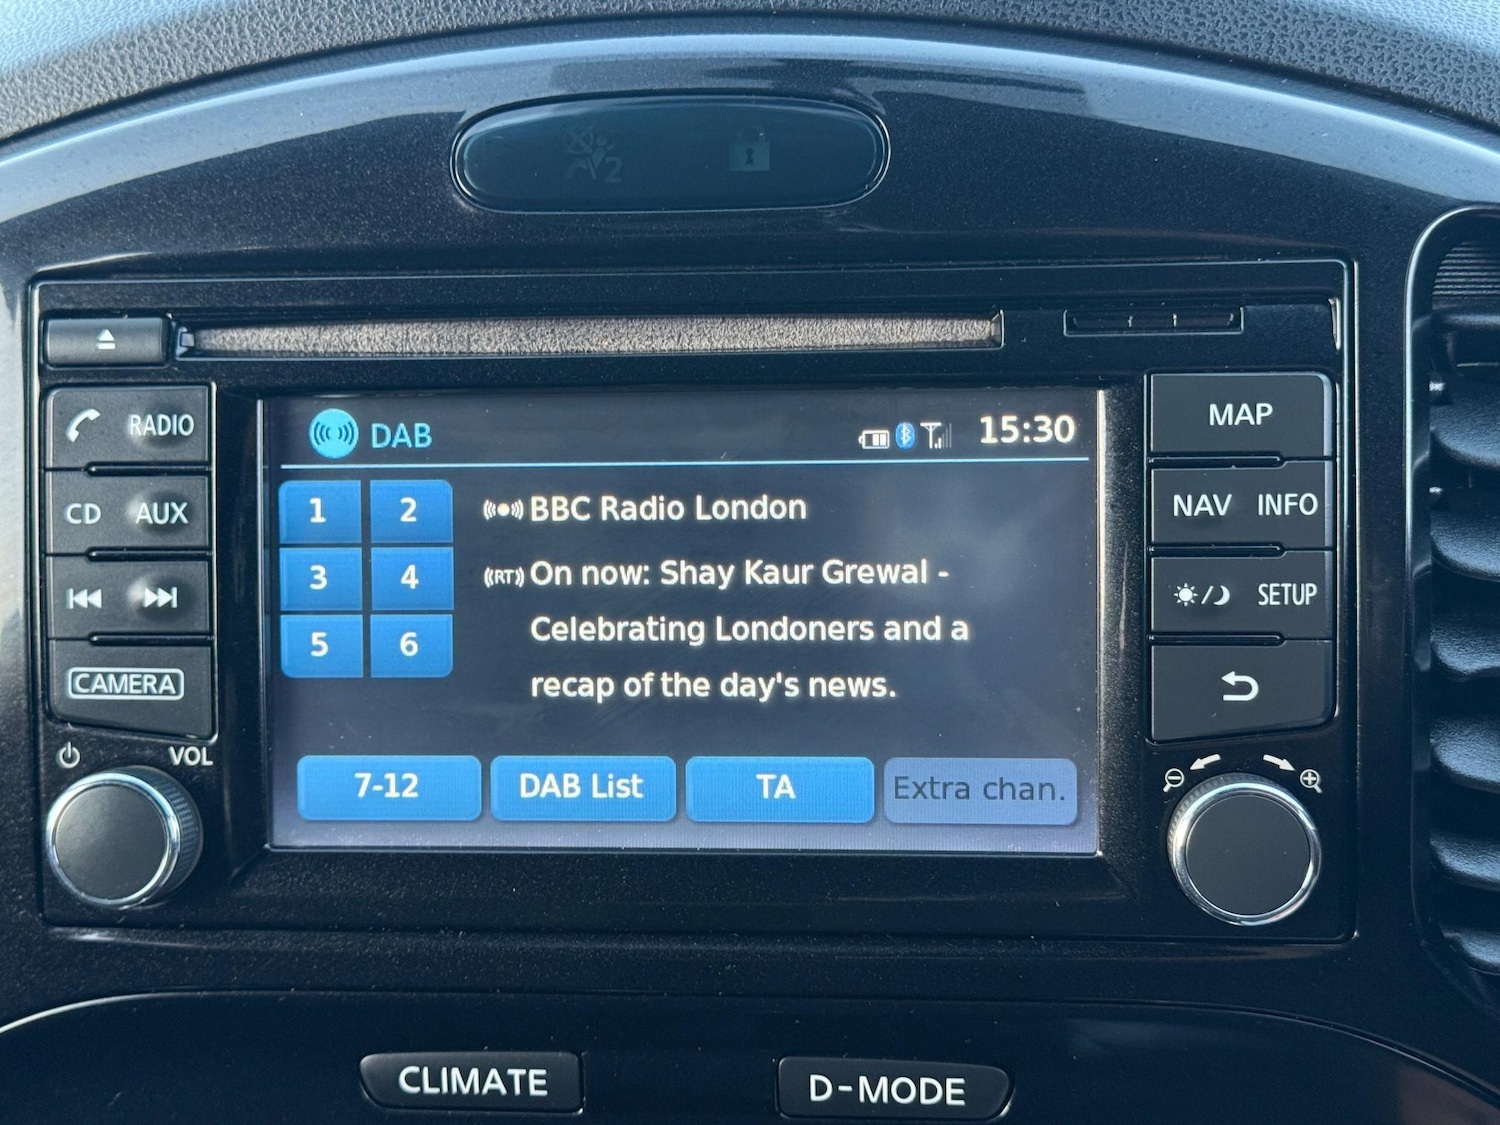 2
RADIO
CD AUX
CAMERA
VOL
DAB
15:30
1 2
3 4
5 6
BBC Radio London
(RT) On now: Shay Kaur Grewal -
Celebrating Londoners and a
recap of the day's news.
7-12 DAB List TA Extra chan.
MAP
NAV INFO
/ SETUP
CLIMATE D-MODE